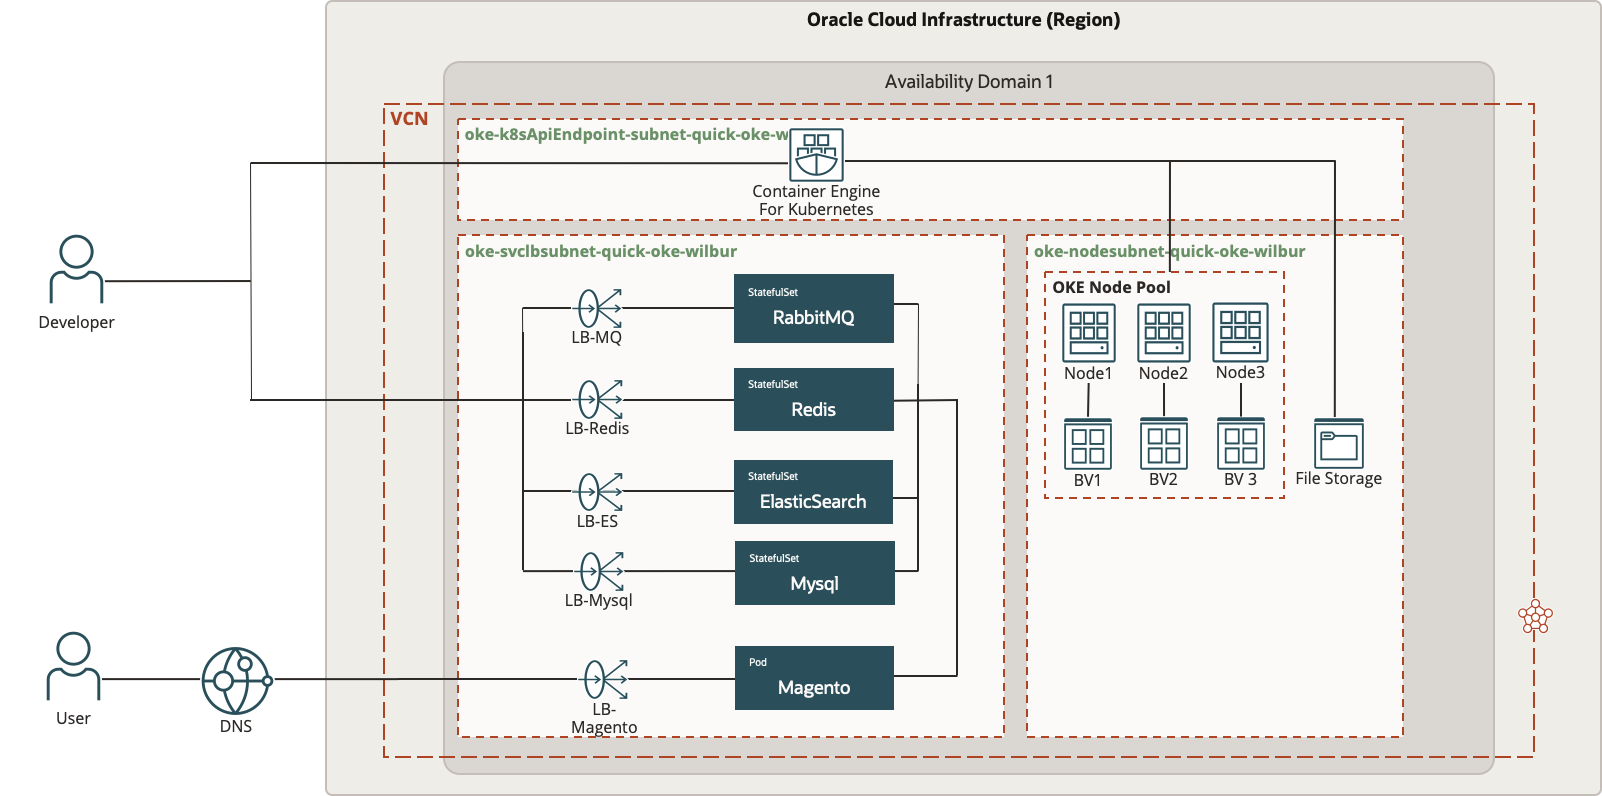 Oracle Cloud Infrastructure (Region)
Availability Domain 1
VCN
oke-k8sApiEndpoint-subnet-quick-oke-w
Container Engine
For Kubernetes
oke-svclbsubnet-quick-oke-wilbur
oke-nodesubnet-quick-oke-wilbur
Developer
LB-MQ
StatefulSet
RabbitMQ
LB-Redis
StatefulSet
Redis
LB-ES
StatefulSet
ElasticSearch
LB-Mysql
StatefulSet
Mysql
User
DNS
LB-
Magento
Pod
Magento
OKE Node Pool
Node1
Node2
Node3
BV1
BV2
BV 3
File Storage